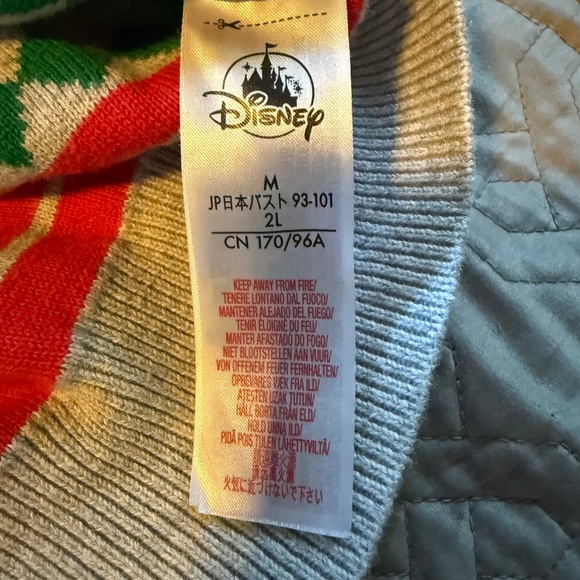 Disney
M
JP日本バスト 93-101
2L
CN 170/96A
KEEP AWAY FROM FIRE/
TENERE LONTANO DAL FUOCO/
MANTENER ALEJADO DEL FUEGO/
TENIR ÉLOIGNÉ DU FEU/
MANTER AFASTADO DO FOGO/
NIET BLOOTSTELLEN AAN VUUR/
VON OFFENEM FEUER FERNHALTEN/
OPBEVARES VÆK FRA ILD/
ATEŞTEN UZAK TUTUN/
HÅLL BORTA FRÅN ELD/
HOLD UNNA ILD/
PIDÄ POIS TULEN LÄHETTYVILTÄ/
火気に近づけないで下さい